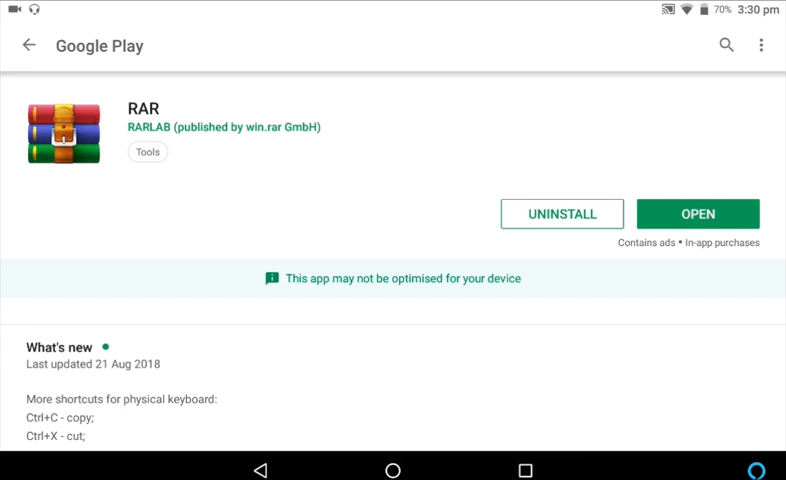 70% 3:30 pm
Google Play
RAR
RARLAB (published by win.rar GmbH)
Tools
UNINSTALL
OPEN
Contains ads • In-app purchases
This app may not be optimised for your device
What's new
Last updated 21 Aug 2018
More shortcuts for physical keyboard:
Ctrl+C - copy;
Ctrl+X - cut;